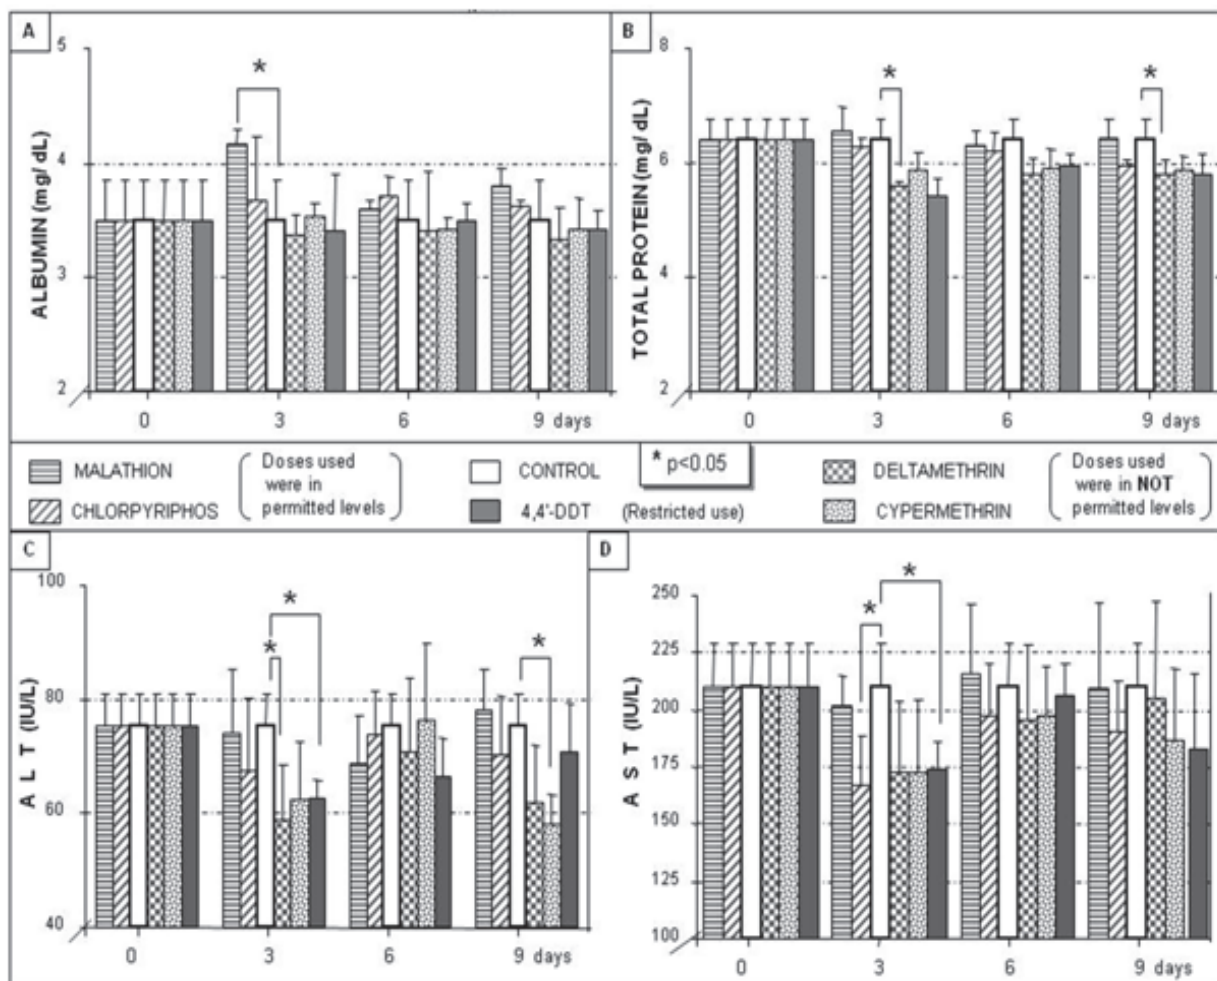 A
B
ALBUMIN (mg/ dL)
5
4
3
2
*
0 3 6 9 days
TOTAL PROTEIN (mg/ dL)
8
6
4
2
*
*
0 3 6 9 days
MALATHION
CHLORPYRIPHOS
Doses used
were in
permitted levels
CONTROL
4,4'-DDT (Restricted use)
* p<0.05
DELTAMETHRIN
CYPERMETHRIN
Doses used
were in NOT
permitted levels
C
D
A L T (IU/L)
100
80
60
40
*
*
*
0 3 6 9 days
A S T (IU/L)
250
225
200
175
150
125
100
*
*
0 3 6 9 days